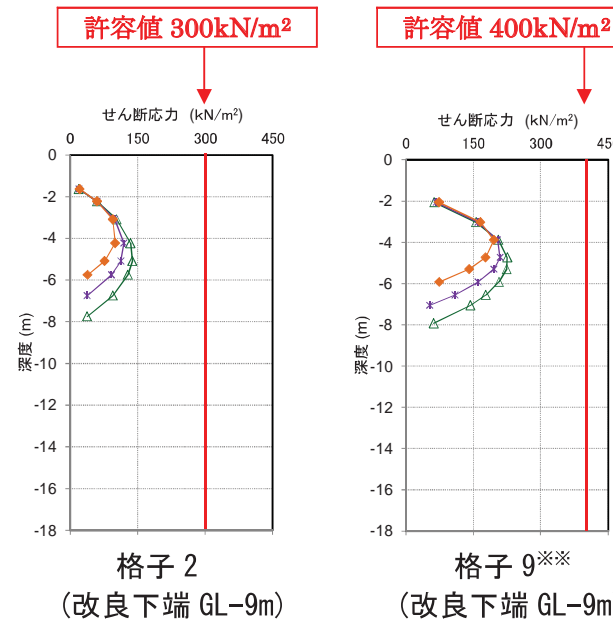 許容値 300kN/m²
許容値 400kN/m²
せん断応力 (kN/m²)
0 150 300 450
0
-2
-4
-6
-8
-10
-12
-14
-16
-18
深度 (m)
格子 2
(改良下端 GL-9m)
せん断応力 (kN/m²)
0 150 300 45
0
-2
-4
-6
-8
-10
-12
-14
-16
-18
深度 (m)
格子 9※※
(改良下端 GL-9m